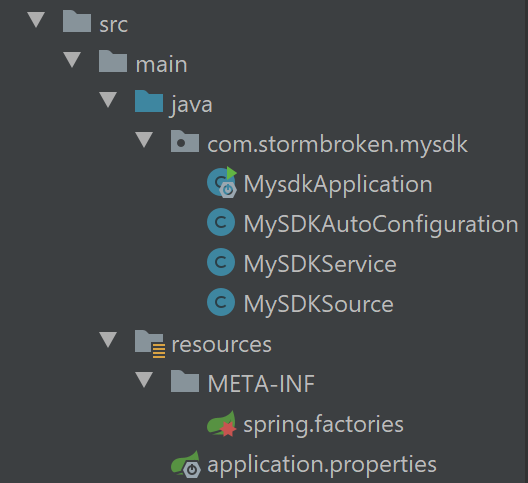 src
main
java
com.stormbroken.mysdk
MysdkApplication
MySDKAutoConfiguration
MySDKService
MySDKSource
resources
META-INF
spring.factories
application.properties